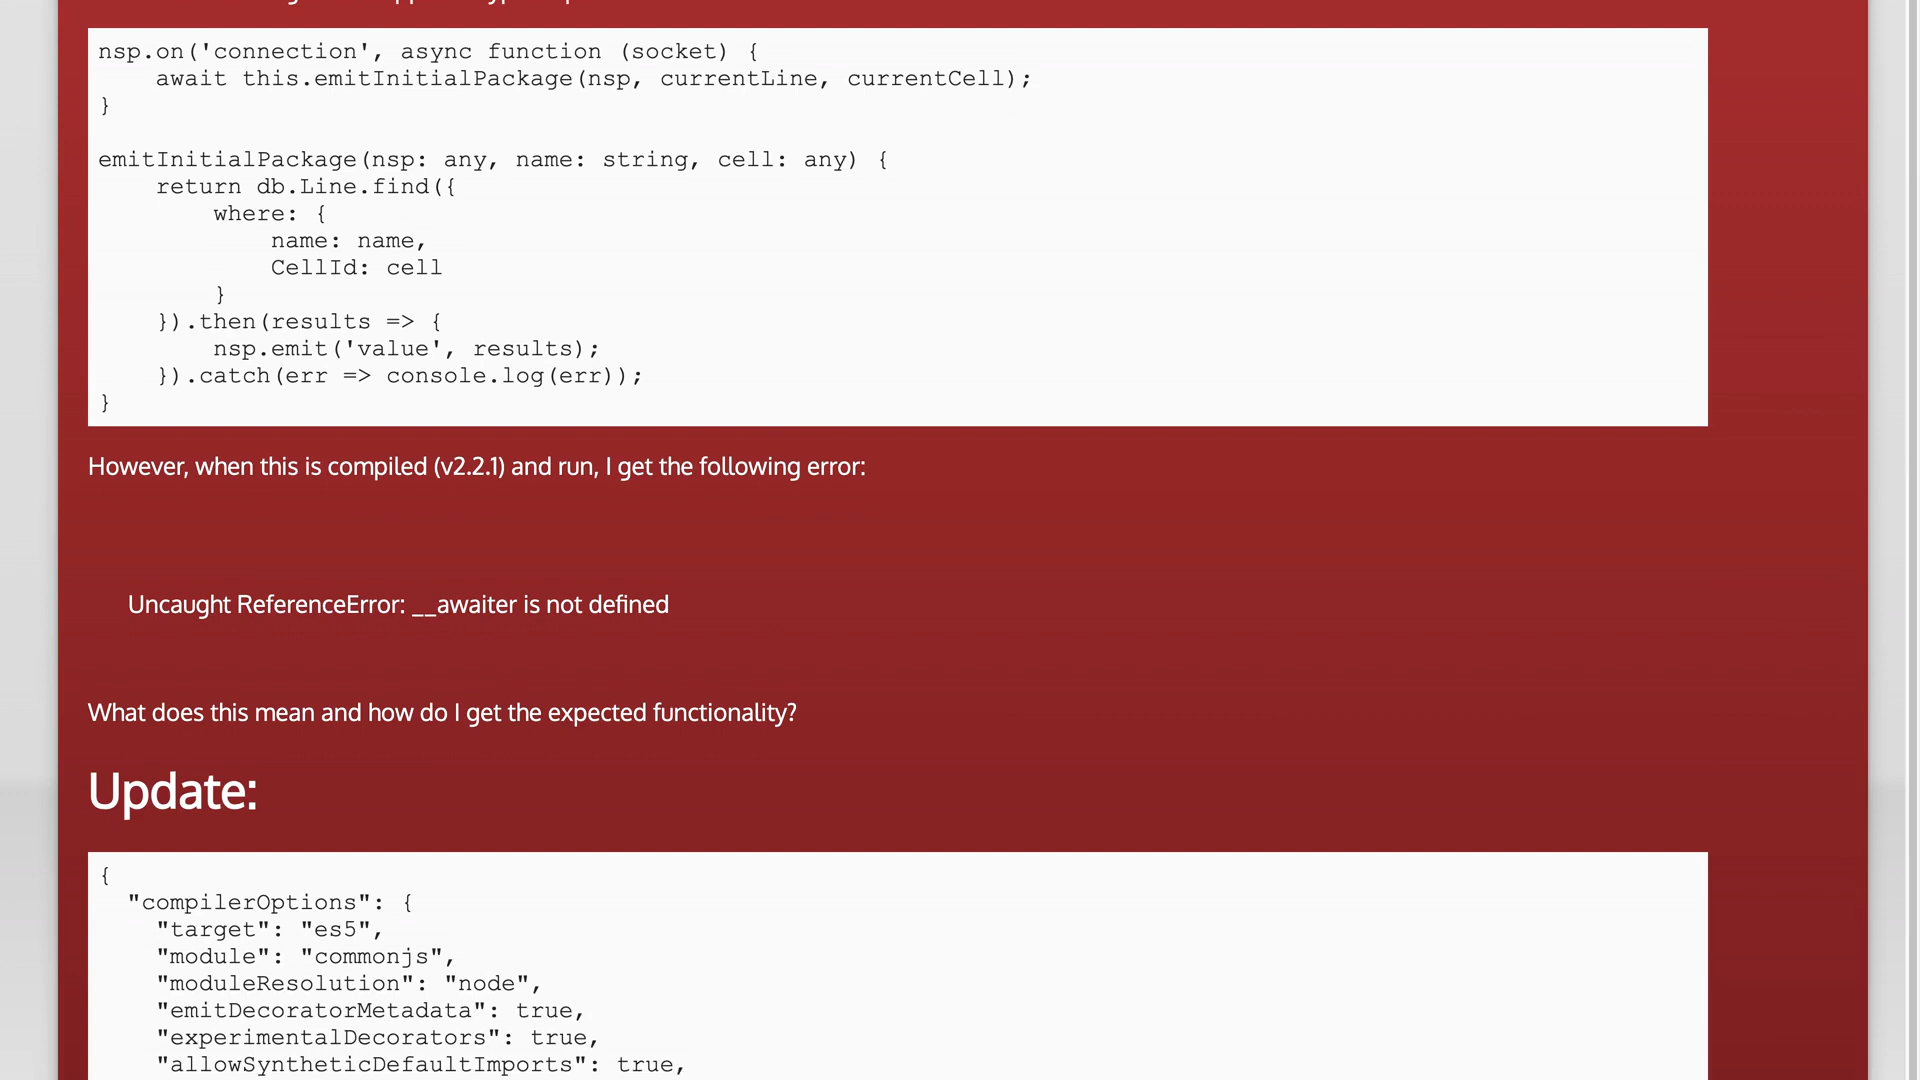 nsp.on('connection', async function (socket) {
    await this.emitInitialPackage(nsp, currentLine, currentCell);
}

emitInitialPackage(nsp: any, name: string, cell: any) {
    return db.Line.find({
        where: {
            name: name,
            CellId: cell
        }
    }).then(results => {
        nsp.emit('value', results);
    }).catch(err => console.log(err));
}
However, when this is compiled (v2.2.1) and run, I get the following error:
Uncaught ReferenceError: __awaiter is not defined
What does this mean and how do I get the expected functionality?
Update:
{
  "compilerOptions": {
    "target": "es5",
    "module": "commonjs",
    "moduleResolution": "node",
    "emitDecoratorMetadata": true,
    "experimentalDecorators": true,
    "allowSyntheticDefaultImports": true,